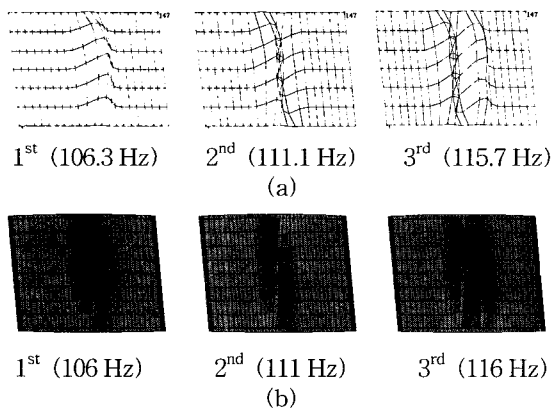 147 147 147
1st (106.3 Hz) 2nd (111.1 Hz) 3rd (115.7 Hz)
(a)
1st (106 Hz) 2nd (111 Hz) 3rd (116 Hz)
(b)